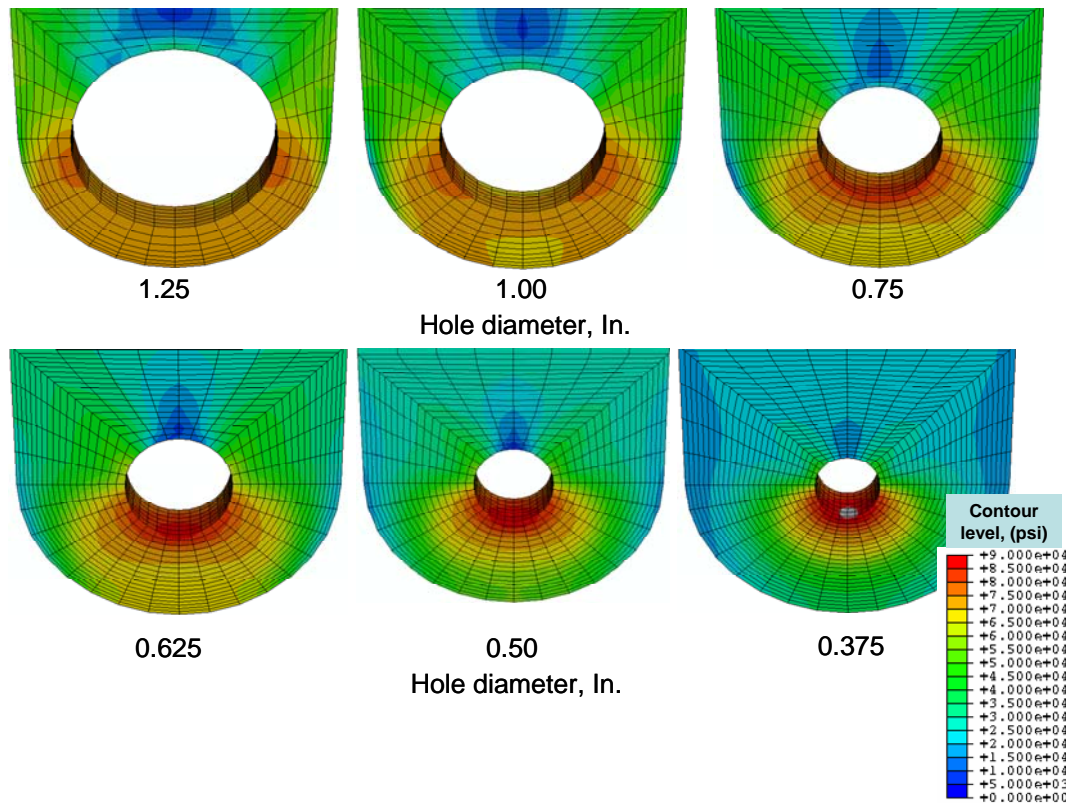 1.25
1.00
0.75
Hole diameter, In.
0.625
0.50
0.375
Hole diameter, In.
Contour
level, (psi)
+9.000e+04
+8.500e+04
+8.000e+04
+7.500e+04
+7.000e+04
+6.500e+04
+6.000e+04
+5.500e+04
+5.000e+04
+4.500e+04
+4.000e+04
+3.500e+04
+3.000e+04
+2.500e+04
+2.000e+04
+1.500e+04
+1.000e+04
+5.000e+03
+0.000e+00